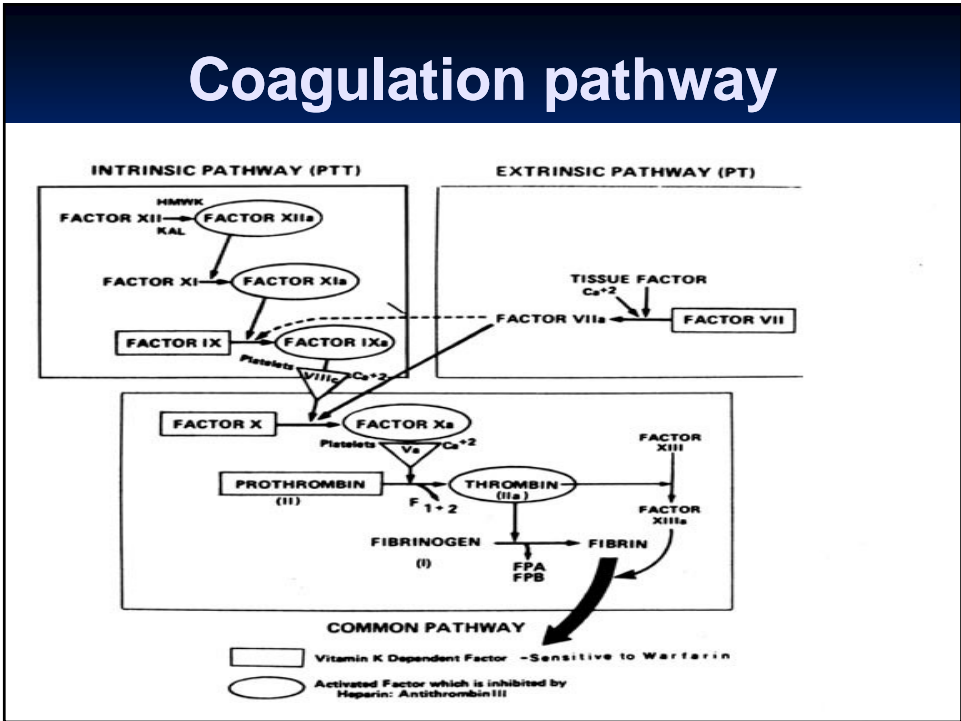 Coagulation pathway
INTRINSIC PATHWAY (PTT)
EXTRINSIC PATHWAY (PT)
HMWK
FACTOR XII
KAL
FACTOR XIIa
FACTOR XI
FACTOR XIa
TISSUE FACTOR
Ca+2
FACTOR VIIa
FACTOR VII
FACTOR IX
FACTOR IXa
Platelets
VIIIc
Ca+2
FACTOR X
FACTOR Xa
Platelets
Va
Ca+2
FACTOR
XIII
PROTHROMBIN
(II)
F 1+2
THROMBIN
(IIa)
FACTOR
XIIIa
FIBRINOGEN
(I)
FIBRIN
FPA
FPB
COMMON PATHWAY
Vitamin K Dependent Factor -Sensitive to Warfarin
Activated Factor which is inhibited by
Heparin: Antithrombin III